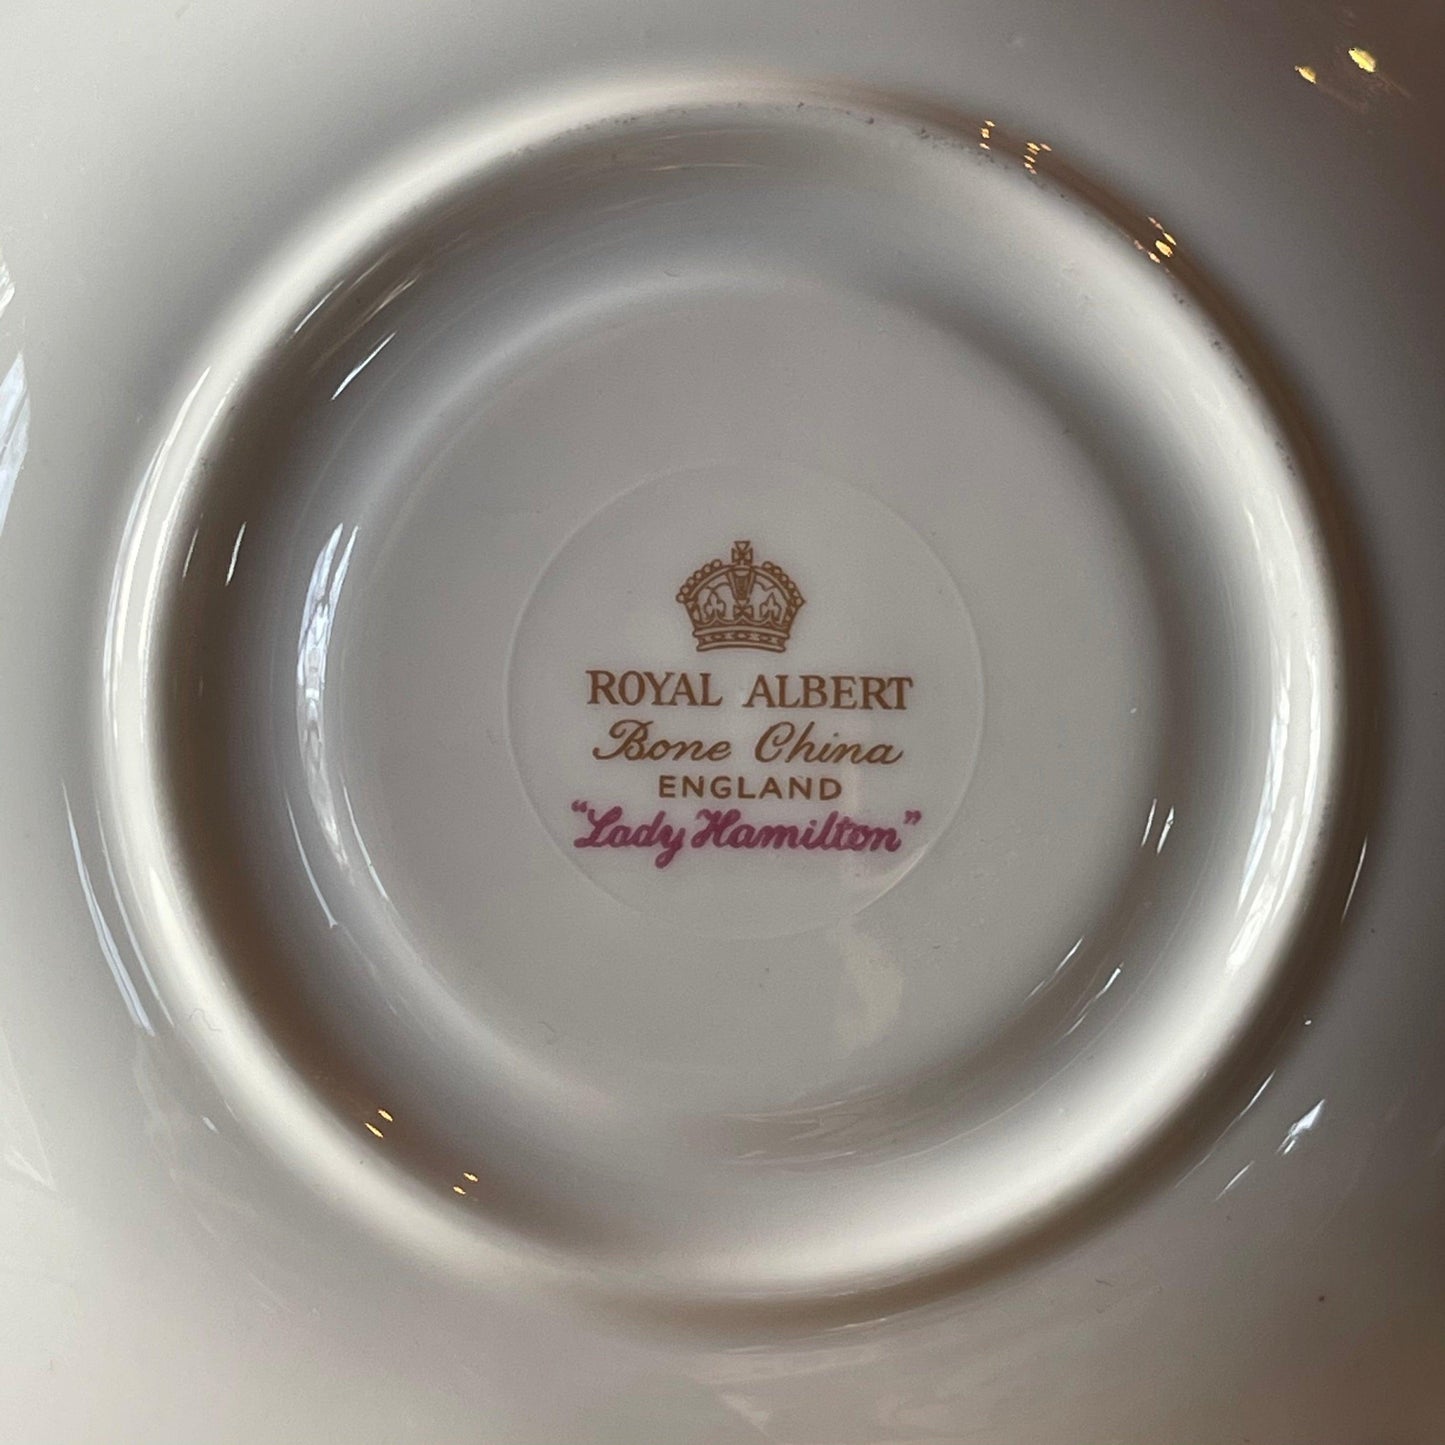 ROYAL ALBERT
Bone China
ENGLAND
"Lady Hamilton"